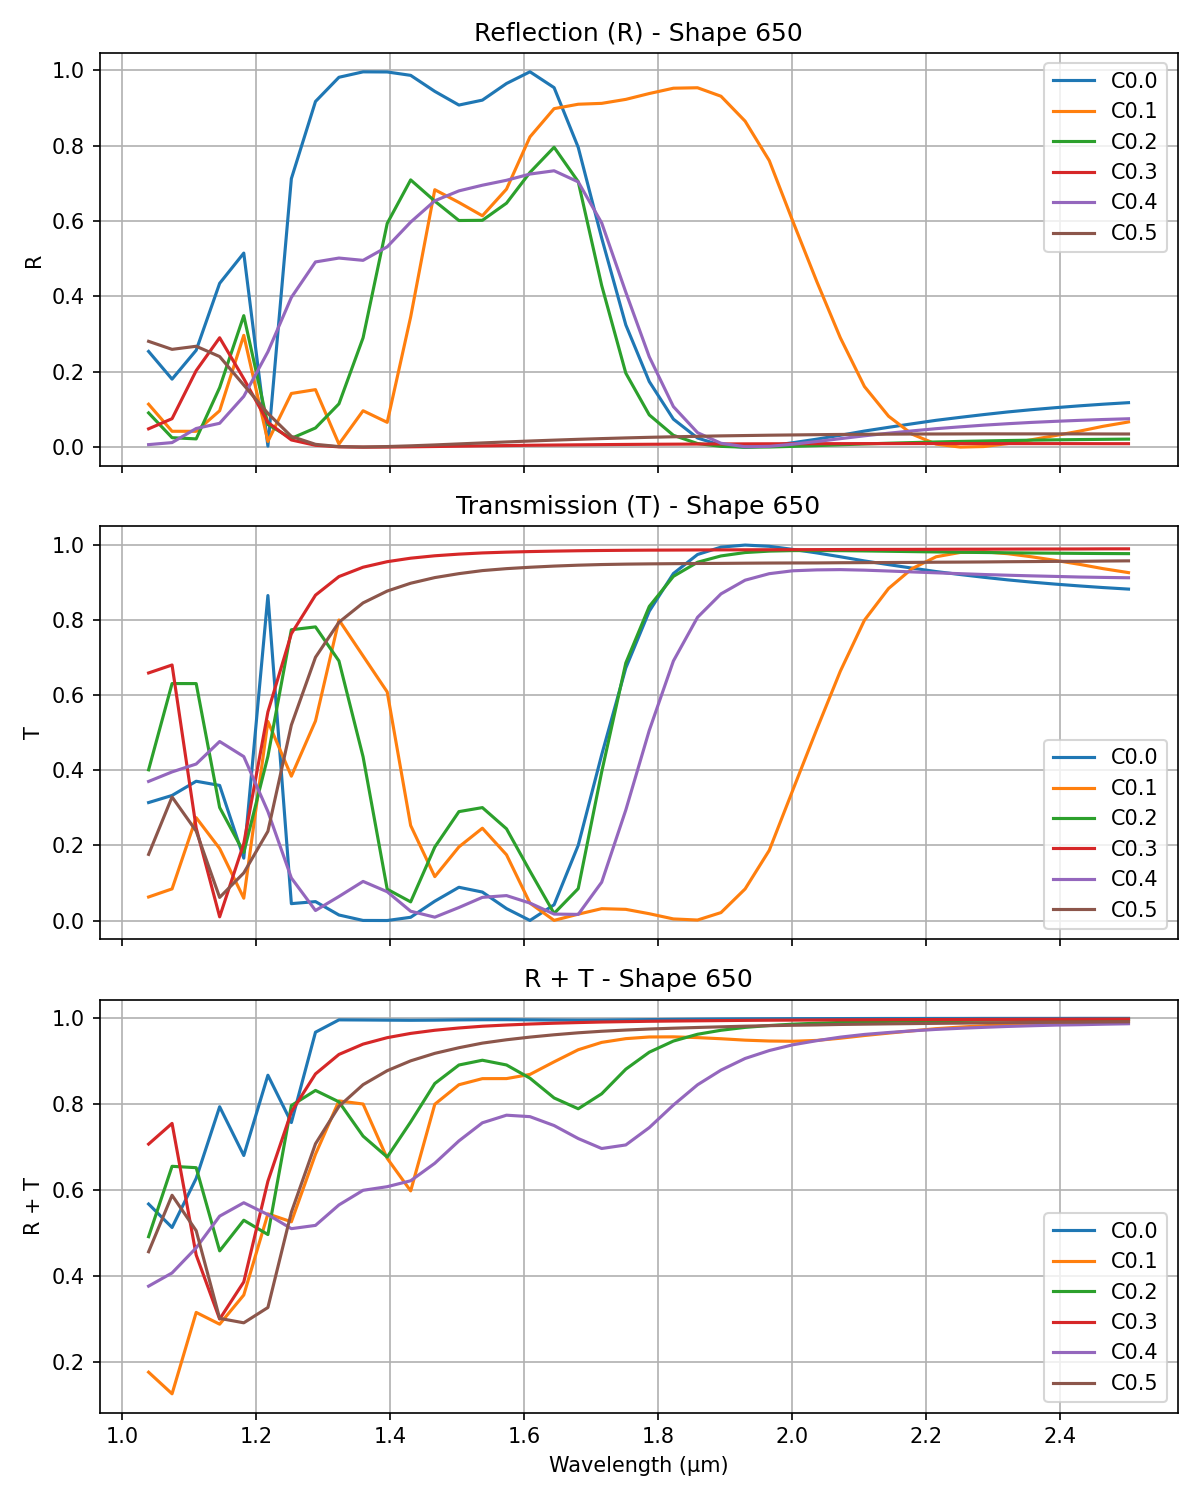 Reflection (R) - Shape 650
1.0
0.8
0.6
0.4
0.2
0.0
R
C0.0
C0.1
C0.2
C0.3
C0.4
C0.5
Transmission (T) - Shape 650
1.0
0.8
0.6
0.4
0.2
0.0
T
C0.0
C0.1
C0.2
C0.3
C0.4
C0.5
R + T - Shape 650
1.0
0.8
0.6
0.4
0.2
R + T
C0.0
C0.1
C0.2
C0.3
C0.4
C0.5
1.0 1.2 1.4 1.6 1.8 2.0 2.2 2.4
Wavelength (μm)